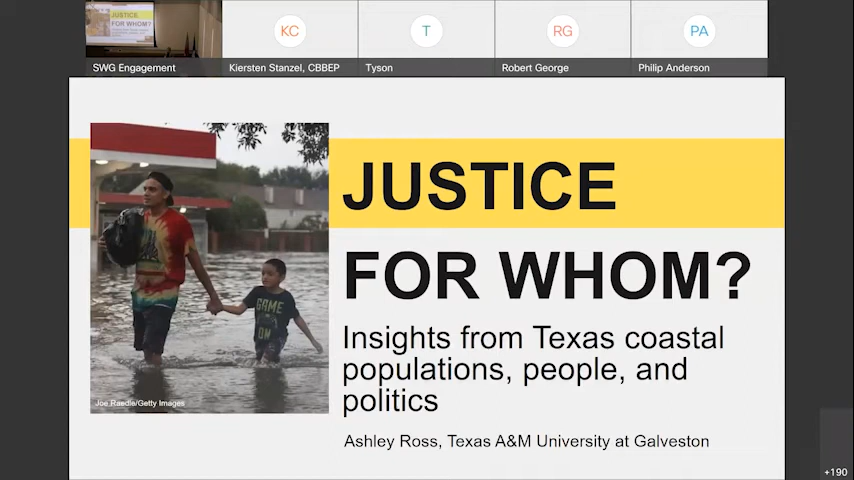 JUSTICE
FOR WHOM?
KC
T
RG
PA
SWG Engagement
Kiersten Stanzel, CBBEP
Tyson
Robert George
Philip Anderson
JUSTICE
FOR WHOM?
GAME
ON
Insights from Texas coastal
populations, people, and
politics
Joe Raedle/Getty Images
Ashley Ross, Texas A&M University at Galveston
+190